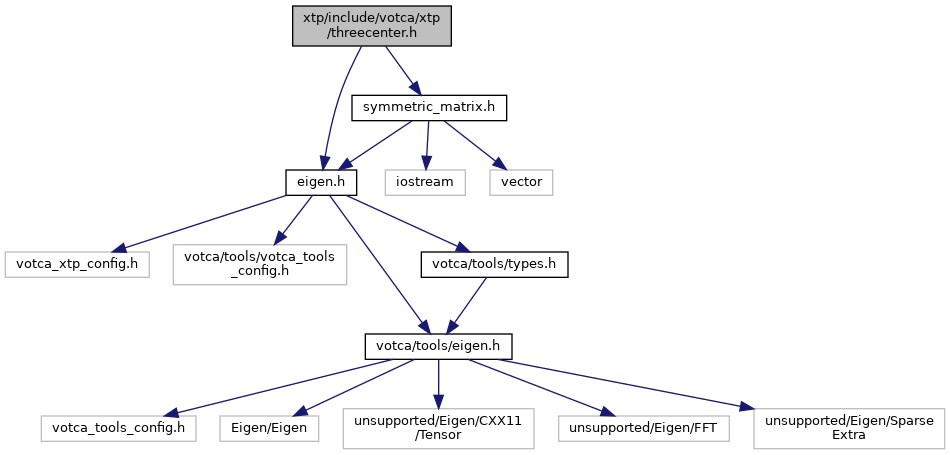 xtp/include/votca/xtp
/threecenter.h
symmetric_matrix.h
eigen.h
iostream
vector
votca_xtp_config.h
votca/tools/votca_tools
_config.h
votca/tools/types.h
votca/tools/eigen.h
votca_tools_config.h
Eigen/Eigen
unsupported/Eigen/CXX11
/Tensor
unsupported/Eigen/FFT
unsupported/Eigen/Sparse
Extra